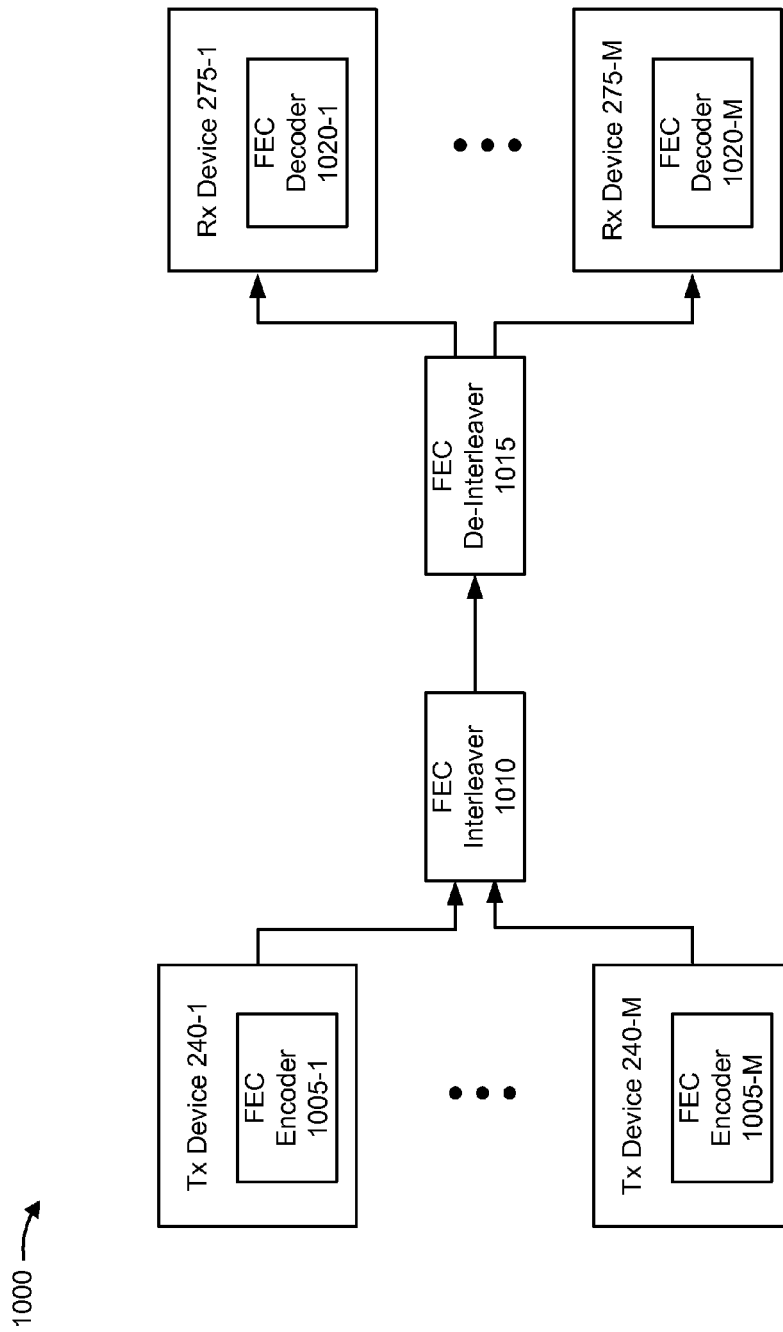 1000
Tx Device 240-1
FEC
Encoder
1005-1
Tx Device 240-M
FEC
Encoder
1005-M
FEC
Interleaver
1010
FEC
De-Interleaver
1015
Rx Device 275-1
FEC
Decoder
1020-1
Rx Device 275-M
FEC
Decoder
1020-M